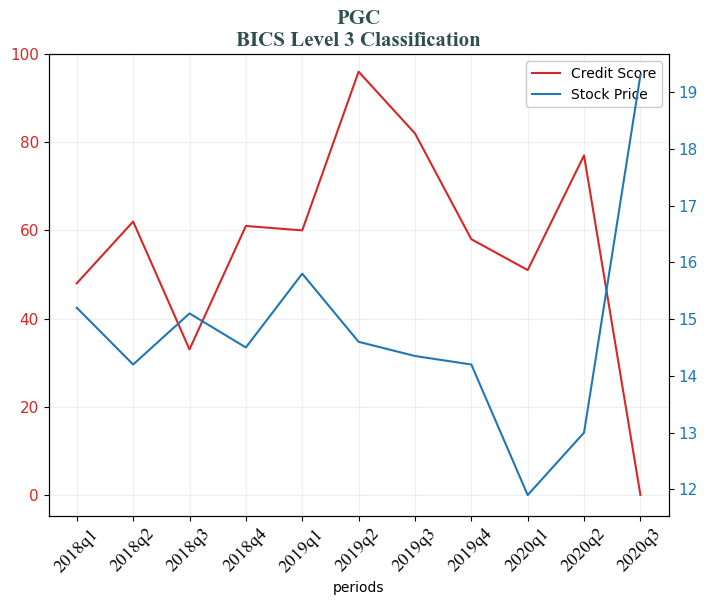 PGC
BICS Level 3 Classification
100
80
60
40
20
0
Credit Score
Stock Price
19
18
17
16
15
14
13
12
2018q1
2018q2
2018q3
2018q4
2019q1
2019q2
2019q3
2019q4
2020q1
2020q2
2020q3
periods